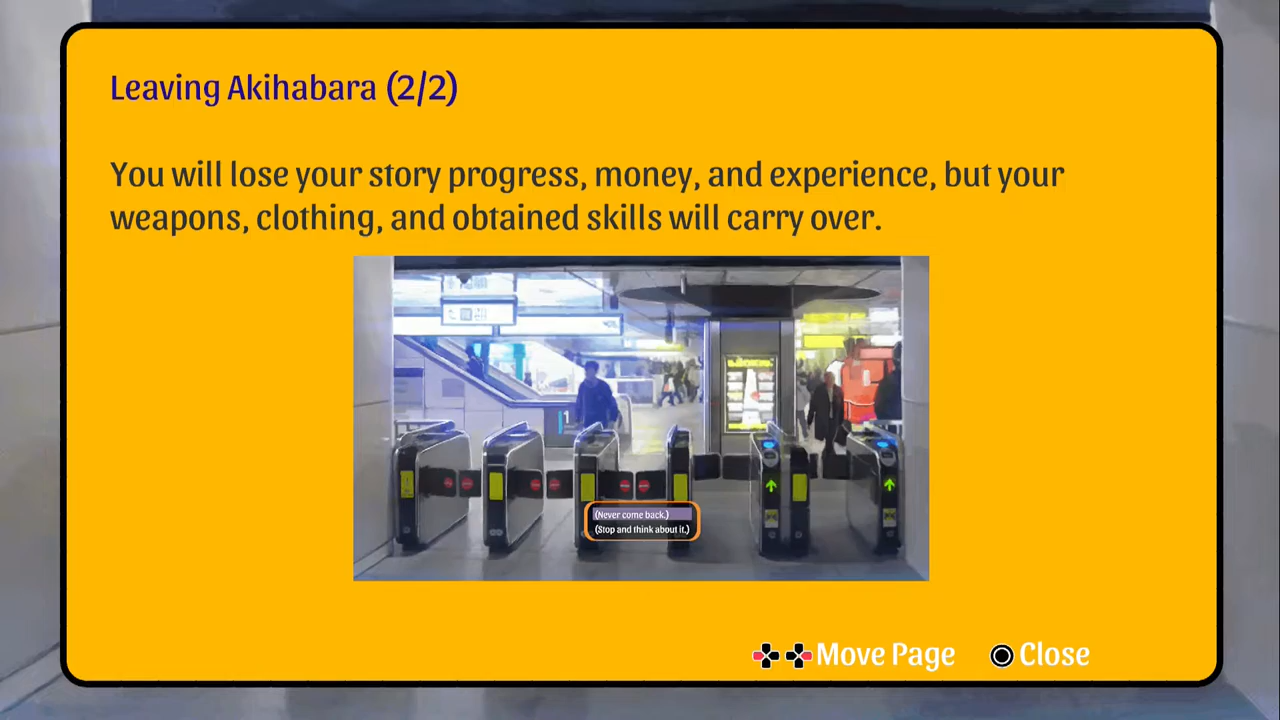 Leaving Akihabara (2/2)
You will lose your story progress, money, and experience, but your
weapons, clothing, and obtained skills will carry over.
1
(Never come back.)
(Stop and think about it.)
Move Page
Close